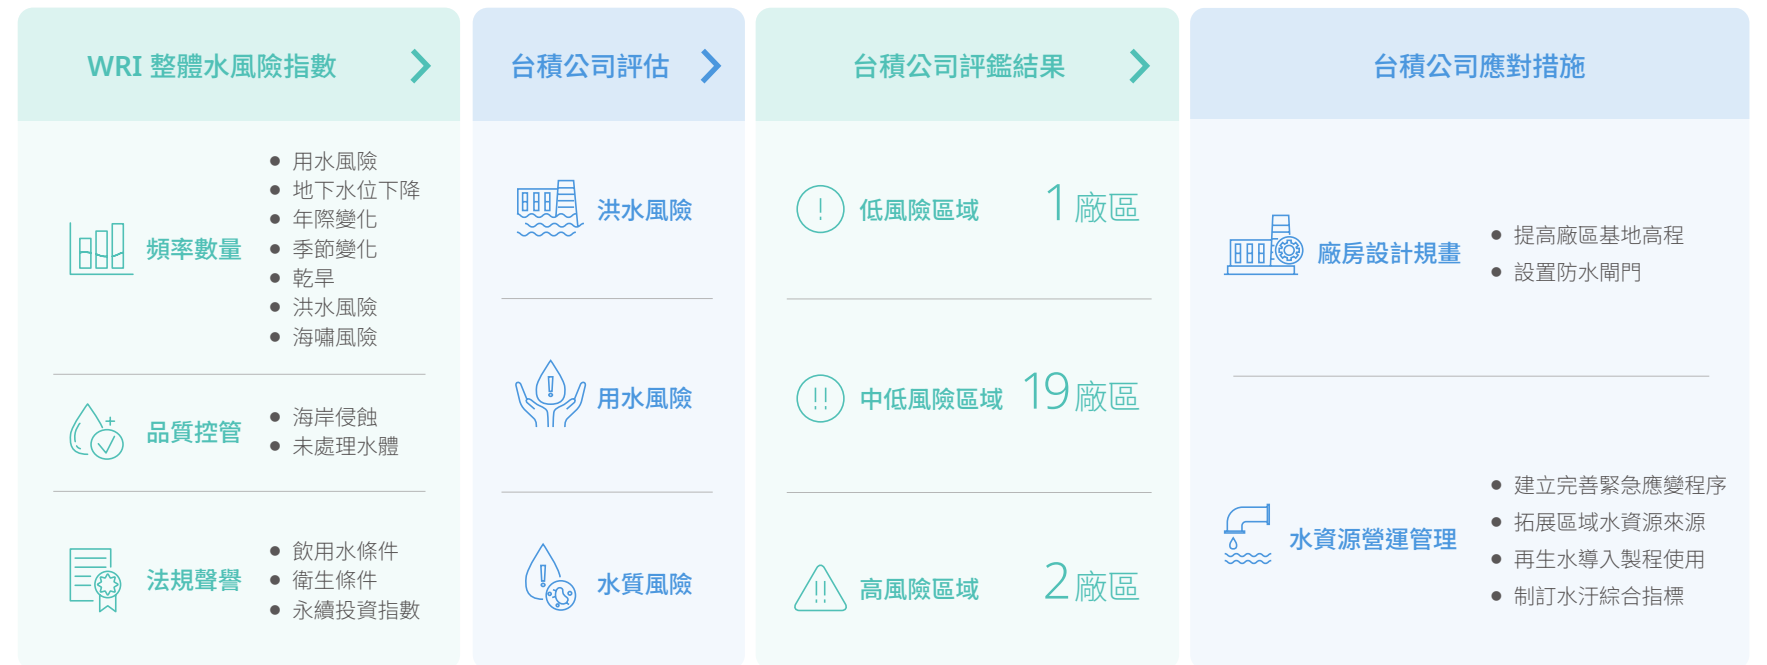 WRI 整體水風險指數
頻率數量
用水風險
地下水位下降
年際變化
季節變化
乾旱
洪水風險
海嘯風險
品質控管
海岸侵蝕
未處理水體
法規聲譽
飲用水條件
衛生條件
永續投資指數
台積公司評估
洪水風險
用水風險
水質風險
台積公司評鑑結果
低風險區域 1 廠區
中低風險區域 19 廠區
高風險區域 2 廠區
台積公司應對措施
廠房設計規畫
提高廠區基地高程
設置防水閘門
水資源營運管理
建立完善緊急應變程序
拓展區域水資源來源
再生水導入製程使用
制訂水汙綜合指標